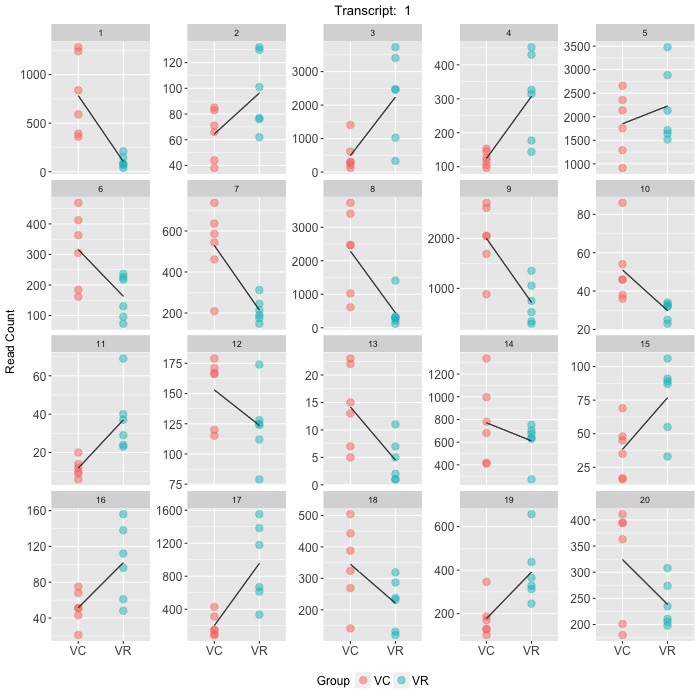 Transcript:  1
1 2 3 4 5
1000 500 0
120 100 80 60 40
3000 2000 1000 0
400 300 200 100
3500 3000 2500 2000 1500 1000
6 7 8 9 10
400 300 200 100
600 400 200
3000 2000 1000 0
2000 1000
80 60 40 20
Read Count
11 12 13 14 15
60 40 20
175 150 125 100 75
20 15 10 5 0
1200 1000 800 600 400
100 75 50 25
16 17 18 19 20
160 120 80 40
1600 1200 800 400
500 400 300 200
600 400 200
400 350 300 250 200
VC VR VC VR VC VR VC VR VC VR
Group VC VR